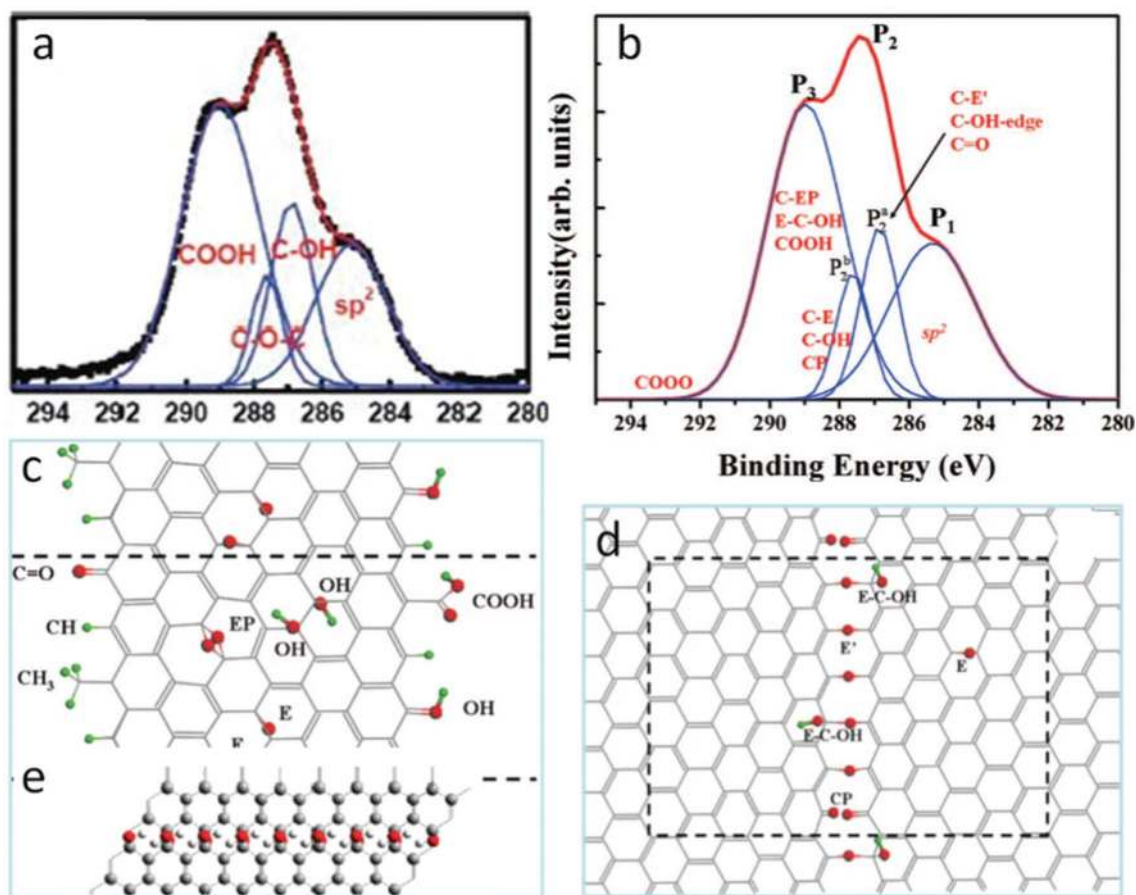 a
COOH
C-OH
C-O-C
sp²
294 292 290 288 286 284 282 280
b
Intensity(arb. units)
P₃
P₂
C-E'
C-OH-edge
C=O
C-EP
E-C-OH
COOH
P₂ᵃ
P₁
P₂ᵇ
C-E
C-OH
CP
sp²
COOO
294 292 290 288 286 284 282 280
Binding Energy (eV)
c
C=O
OH
COOH
CH
EP
OH
CH₃
E
OH
d
E-C-OH
E'
E
E-C-OH
CP
e